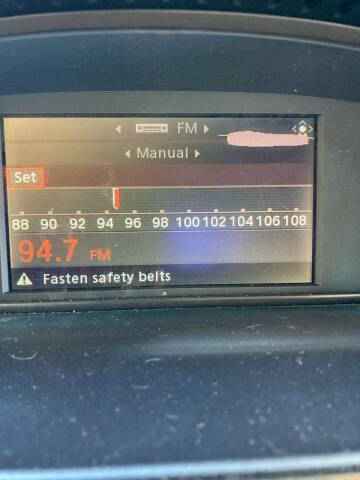 FM
Manual
Set
88 90 92 94 96 98 100 102 104 106 108
94.7 FM
Fasten safety belts